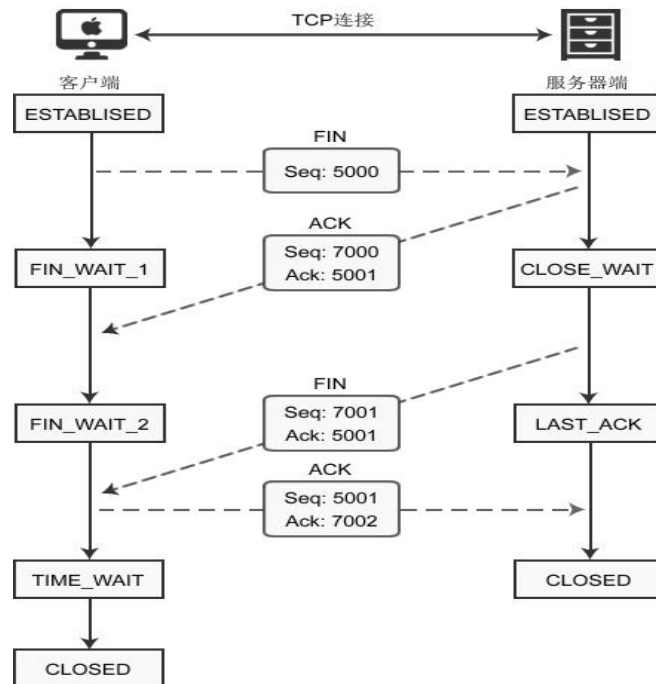 TCP连接
客户端
服务器端
ESTABLISED
ESTABLISED
FIN
Seq: 5000
ACK
Seq: 7000
Ack: 5001
FIN_WAIT_1
CLOSE_WAIT
FIN
Seq: 7001
Ack: 5001
FIN_WAIT_2
LAST_ACK
ACK
Seq: 5001
Ack: 7002
TIME_WAIT
CLOSED
CLOSED